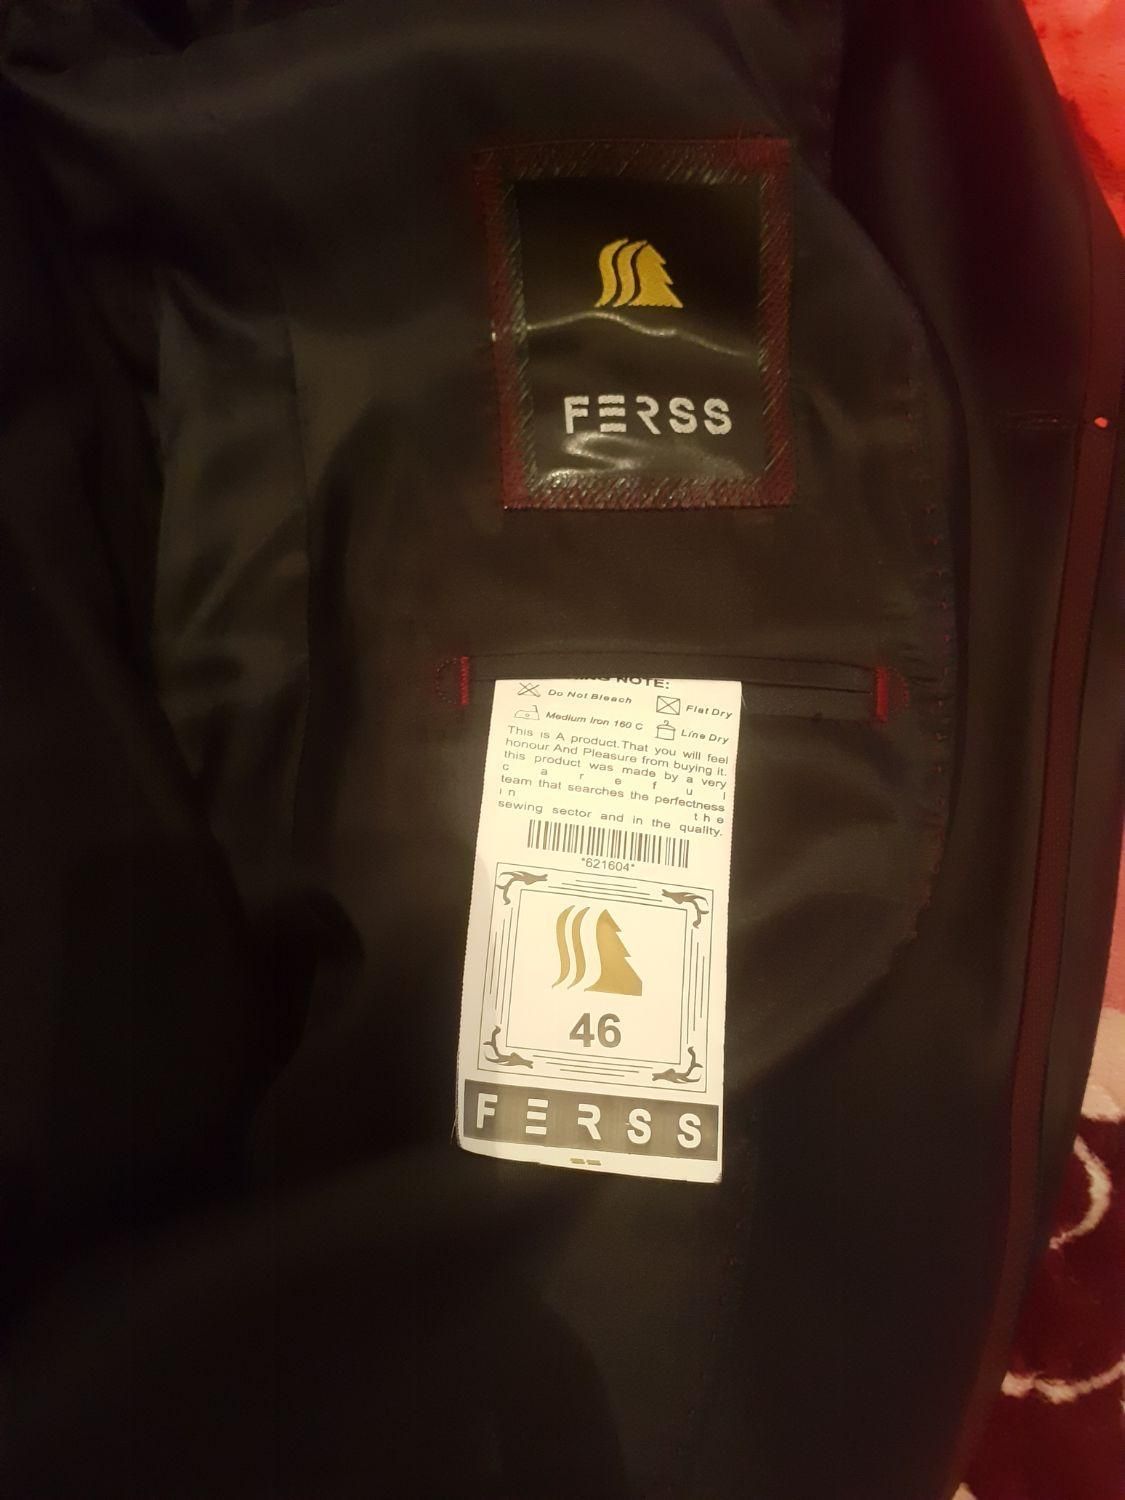 FERSS
NOTE:
Do Not Bleach
Flat Dry
Medium Iron 160 C
Line Dry
This is A product.That you will feel
honour And Pleasure from buying it.
this product was made by a very
c a r e f u l
team that searches the perfectness
in the
sewing sector and in the quality.
*621604*
46
FERSS